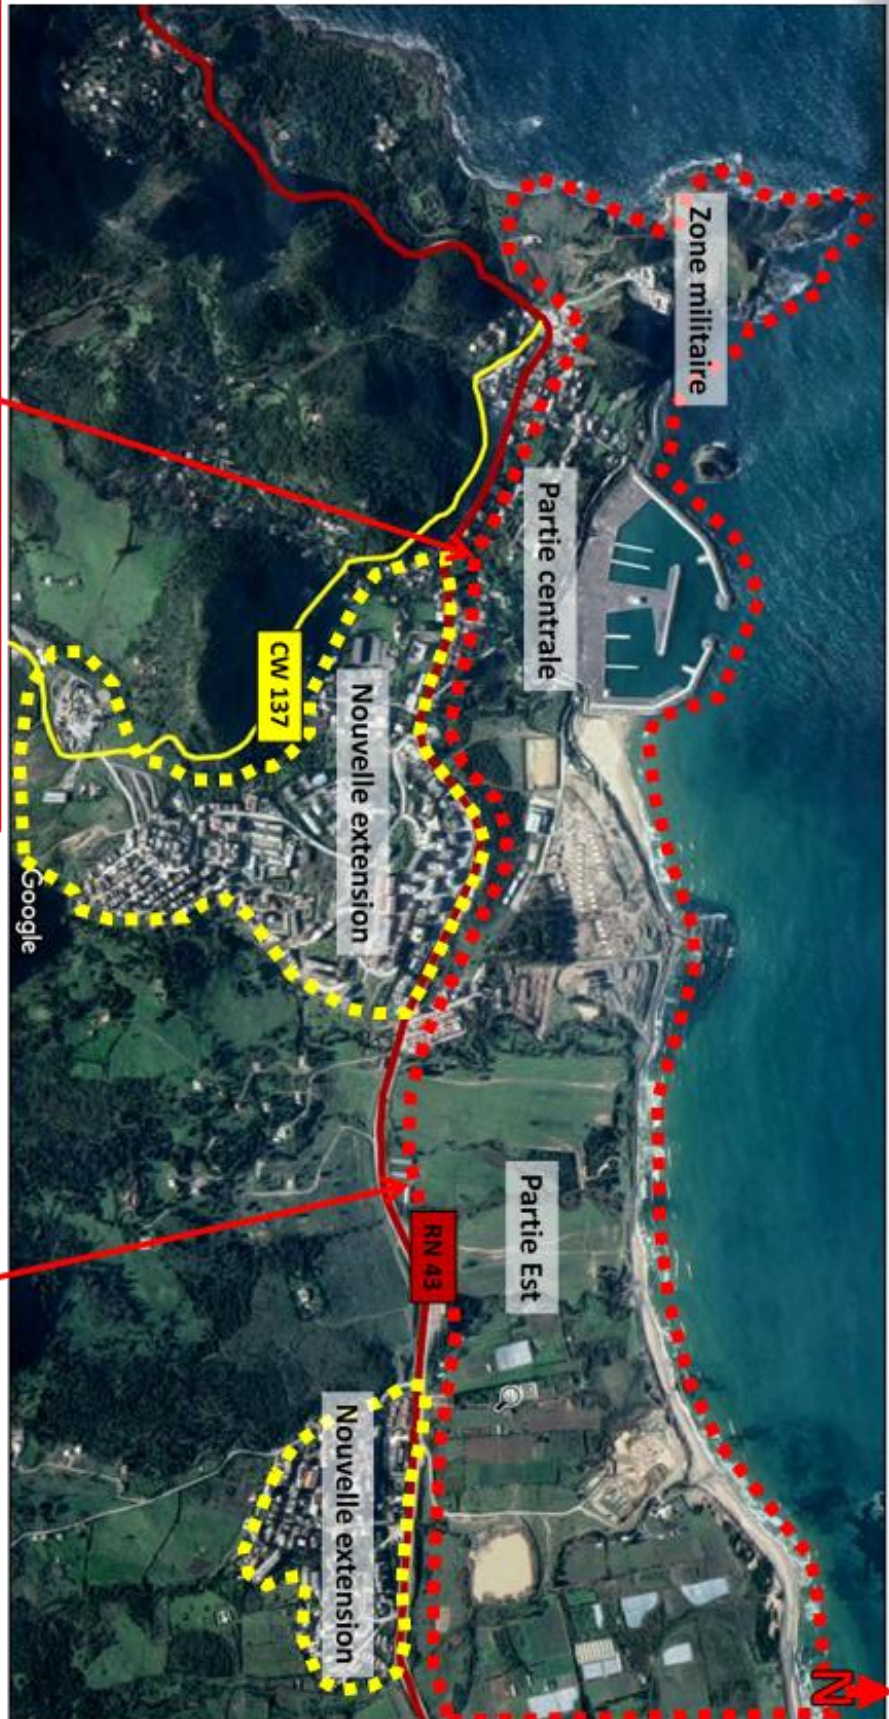 Zone militaire
Partie centrale
CW 137
Nouvelle extension
Google
Partie Est
RN 43
Nouvelle extension
N